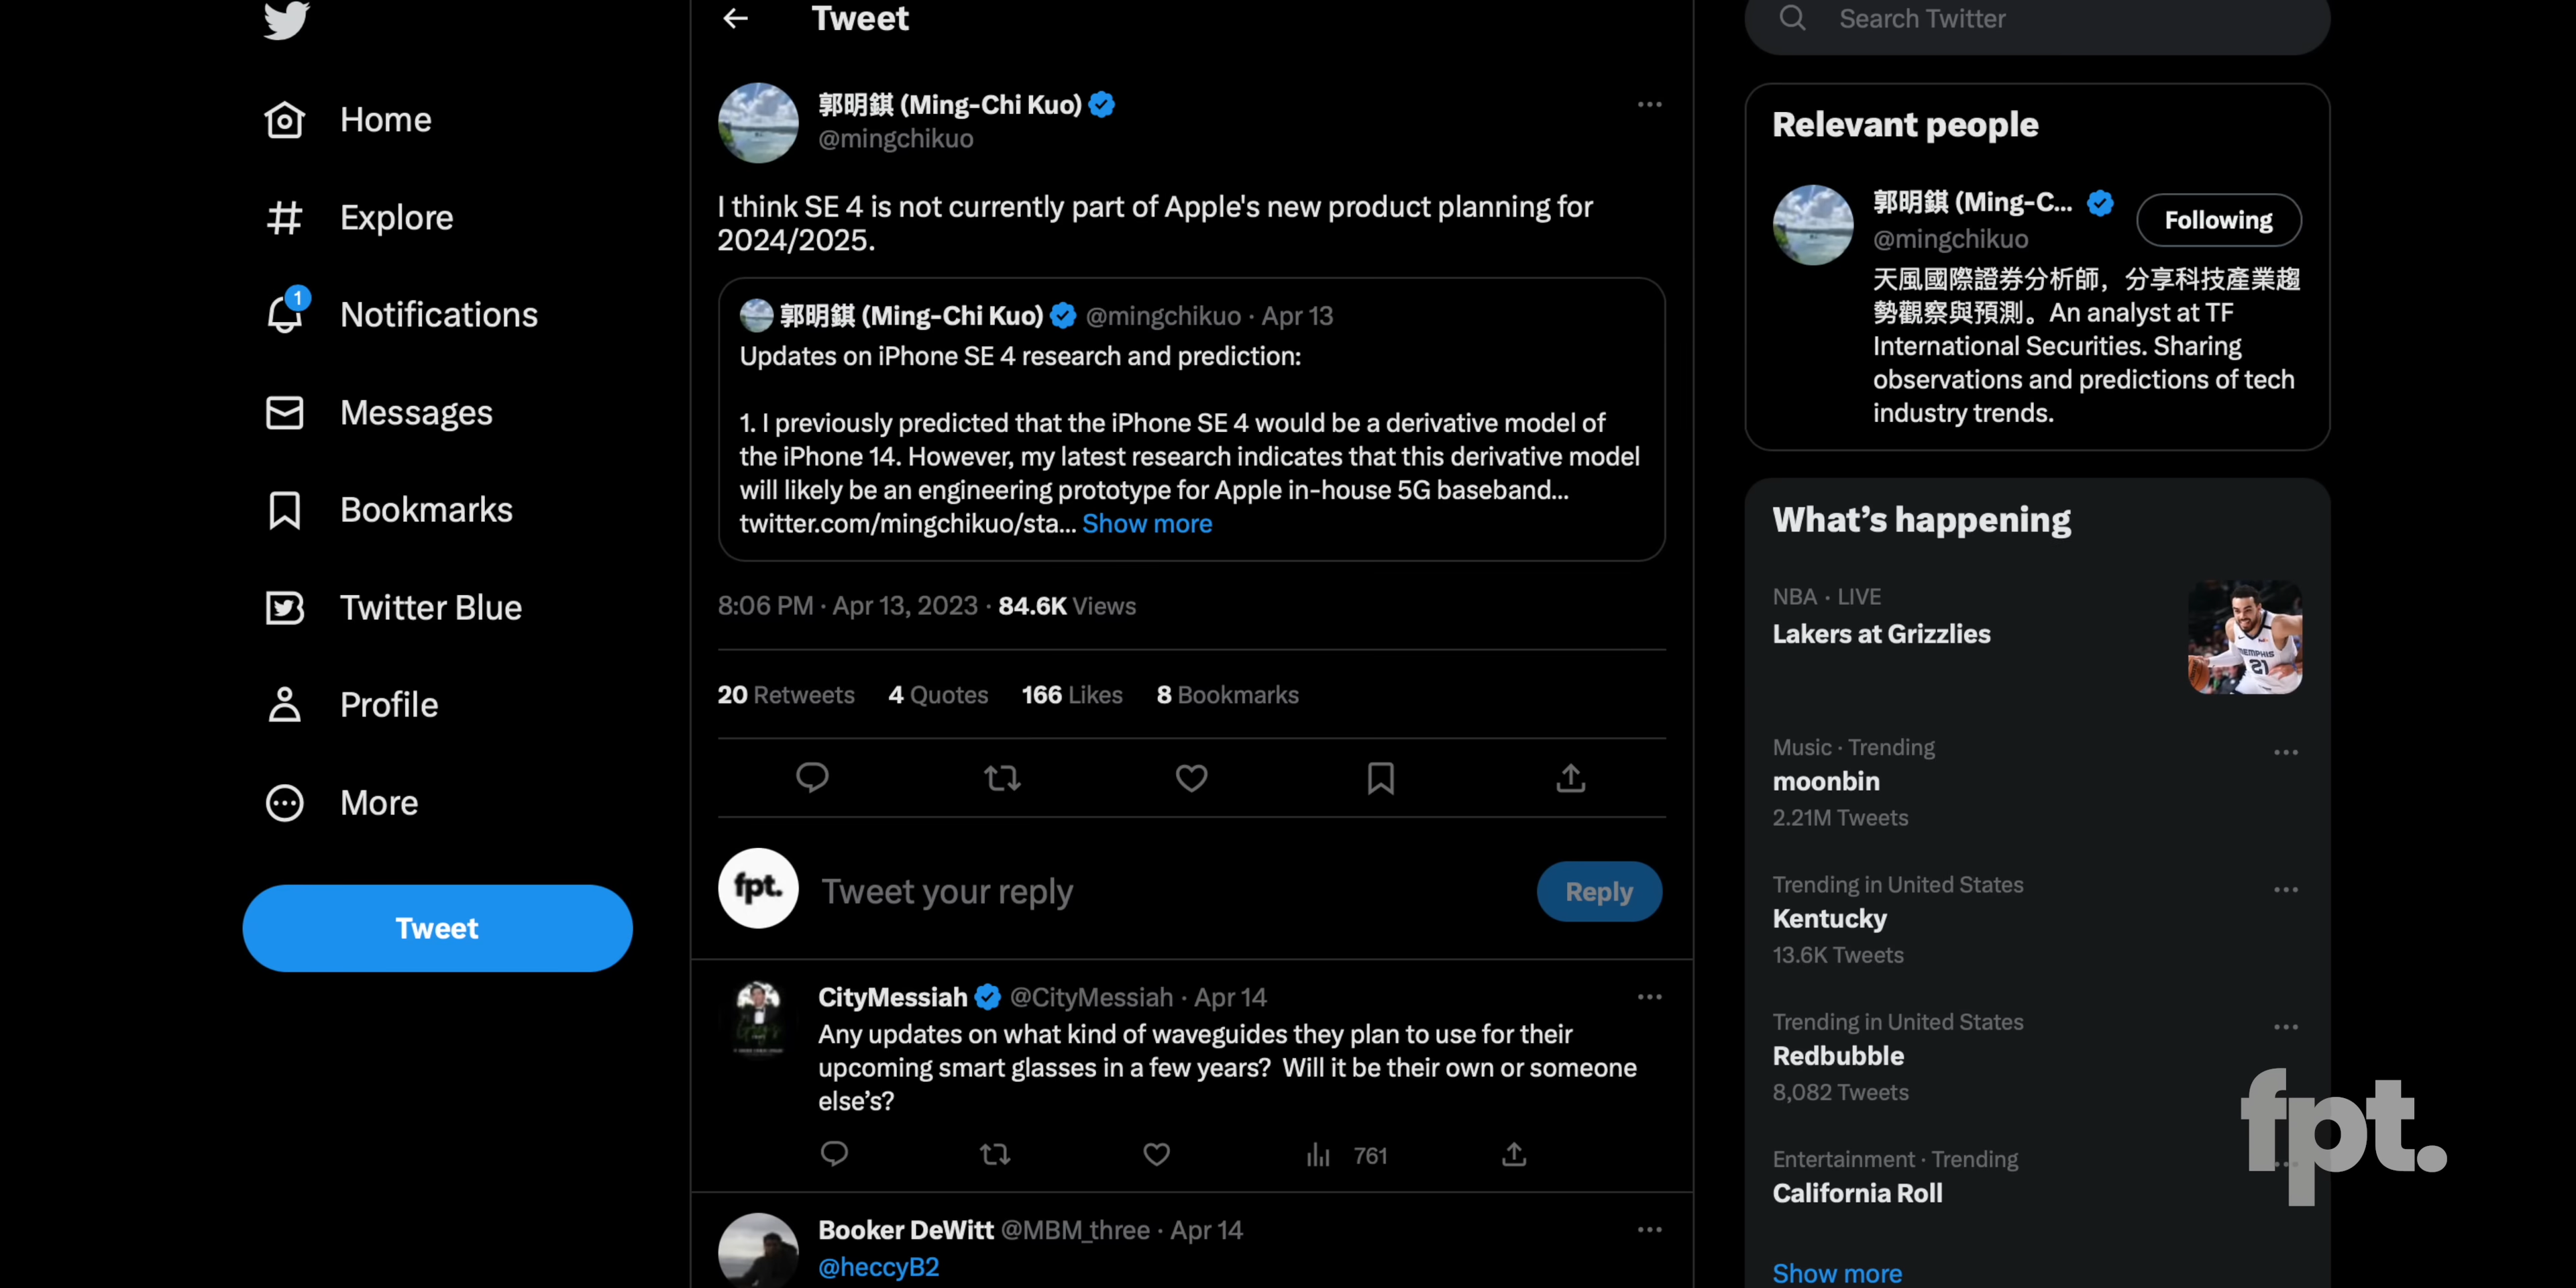 Home
Explore
1
Notifications
Messages
Bookmarks
Twitter Blue
Profile
More
Tweet
Tweet
郭明錤 (Ming-Chi Kuo)
@mingchikuo
I think SE 4 is not currently part of Apple's new product planning for
2024/2025.
郭明錤 (Ming-Chi Kuo) @mingchikuo · Apr 13
Updates on iPhone SE 4 research and prediction:
1. I previously predicted that the iPhone SE 4 would be a derivative model of
the iPhone 14. However, my latest research indicates that this derivative model
will likely be an engineering prototype for Apple in-house 5G baseband...
twitter.com/mingchikuo/sta... Show more
8:06 PM · Apr 13, 2023 · 84.6K Views
20 Retweets 4 Quotes 166 Likes 8 Bookmarks
fpt. Tweet your reply
Reply
CityMessiah @CityMessiah · Apr 14
Any updates on what kind of waveguides they plan to use for their
upcoming smart glasses in a few years? Will it be their own or someone
else's?
761
Booker DeWitt @MBM_three · Apr 14
@heccyB2
Search Twitter
Relevant people
郭明錤 (Ming-C...
@mingchikuo
Following
天風國際證券分析師，分享科技產業趨
勢觀察與預測。An analyst at TF
International Securities. Sharing
observations and predictions of tech
industry trends.
What's happening
NBA · LIVE
Lakers at Grizzlies
MEMPHIS
21
Music · Trending
moonbin
2.21M Tweets
Trending in United States
Kentucky
13.6K Tweets
Trending in United States
Redbubble
8,082 Tweets
Entertainment · Trending
California Roll
Show more
fpt.